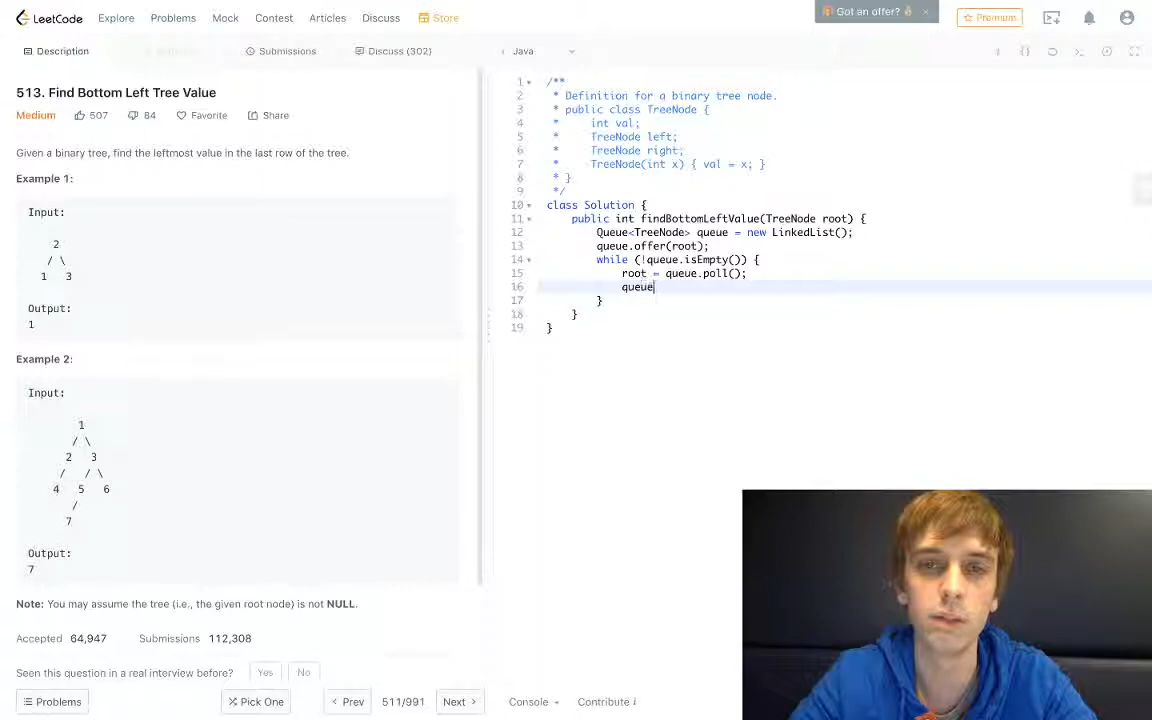 LeetCode Explore Problems Mock Contest Articles Discuss Store
Got an offer? × Premium
Description Submissions Discuss (302) Java
513. Find Bottom Left Tree Value
Medium 507 84 Favorite Share
Given a binary tree, find the leftmost value in the last row of the tree.
Example 1:
Input:
2
/ \
1 3
Output:
1
Example 2:
Input:
1
/ \
2 3
/ / \
4 5 6
/
7
Output:
7
Note: You may assume the tree (i.e., the given root node) is not NULL.
Accepted 64,947 Submissions 112,308
Seen this question in a real interview before? Yes No
Problems Pick One < Prev 511/991 Next > Console Contribute i
1 /**
2 * Definition for a binary tree node.
3 * public class TreeNode {
4 * int val;
5 * TreeNode left;
6 * TreeNode right;
7 * TreeNode(int x) { val = x; }
8 * }
9 */
10 class Solution {
11 public int findBottomLeftValue(TreeNode root) {
12 Queue<TreeNode> queue = new LinkedList();
13 queue.offer(root);
14 while (!queue.isEmpty()) {
15 root = queue.poll();
16 queue
17 }
18 }
19 }